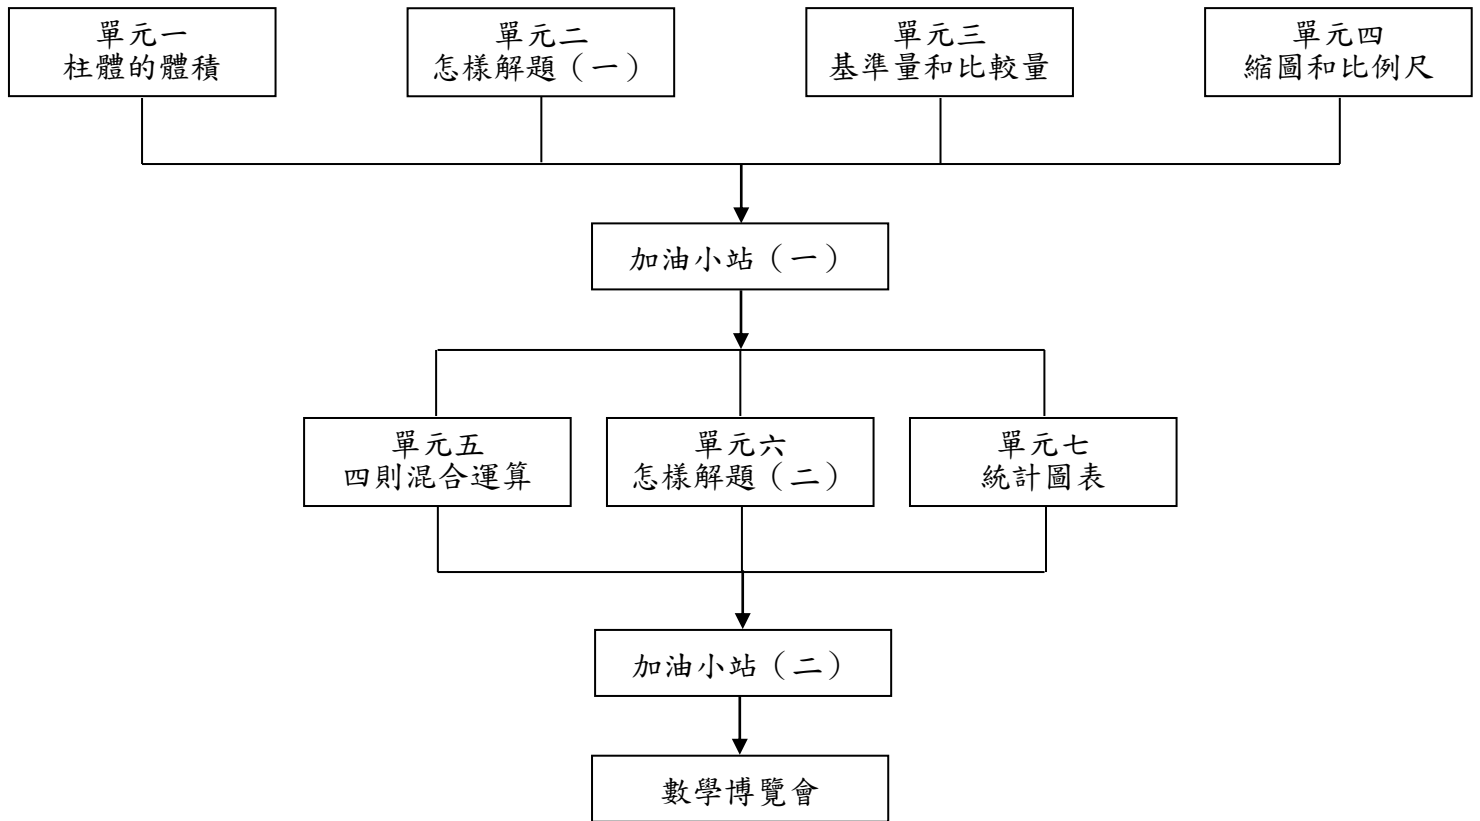 單元一
柱體的體積
單元二
怎樣解題（一）
單元三
基準量和比較量
單元四
縮圖和比例尺
加油小站（一）
單元五
四則混合運算
單元六
怎樣解題（二）
單元七
統計圖表
加油小站（二）
數學博覽會